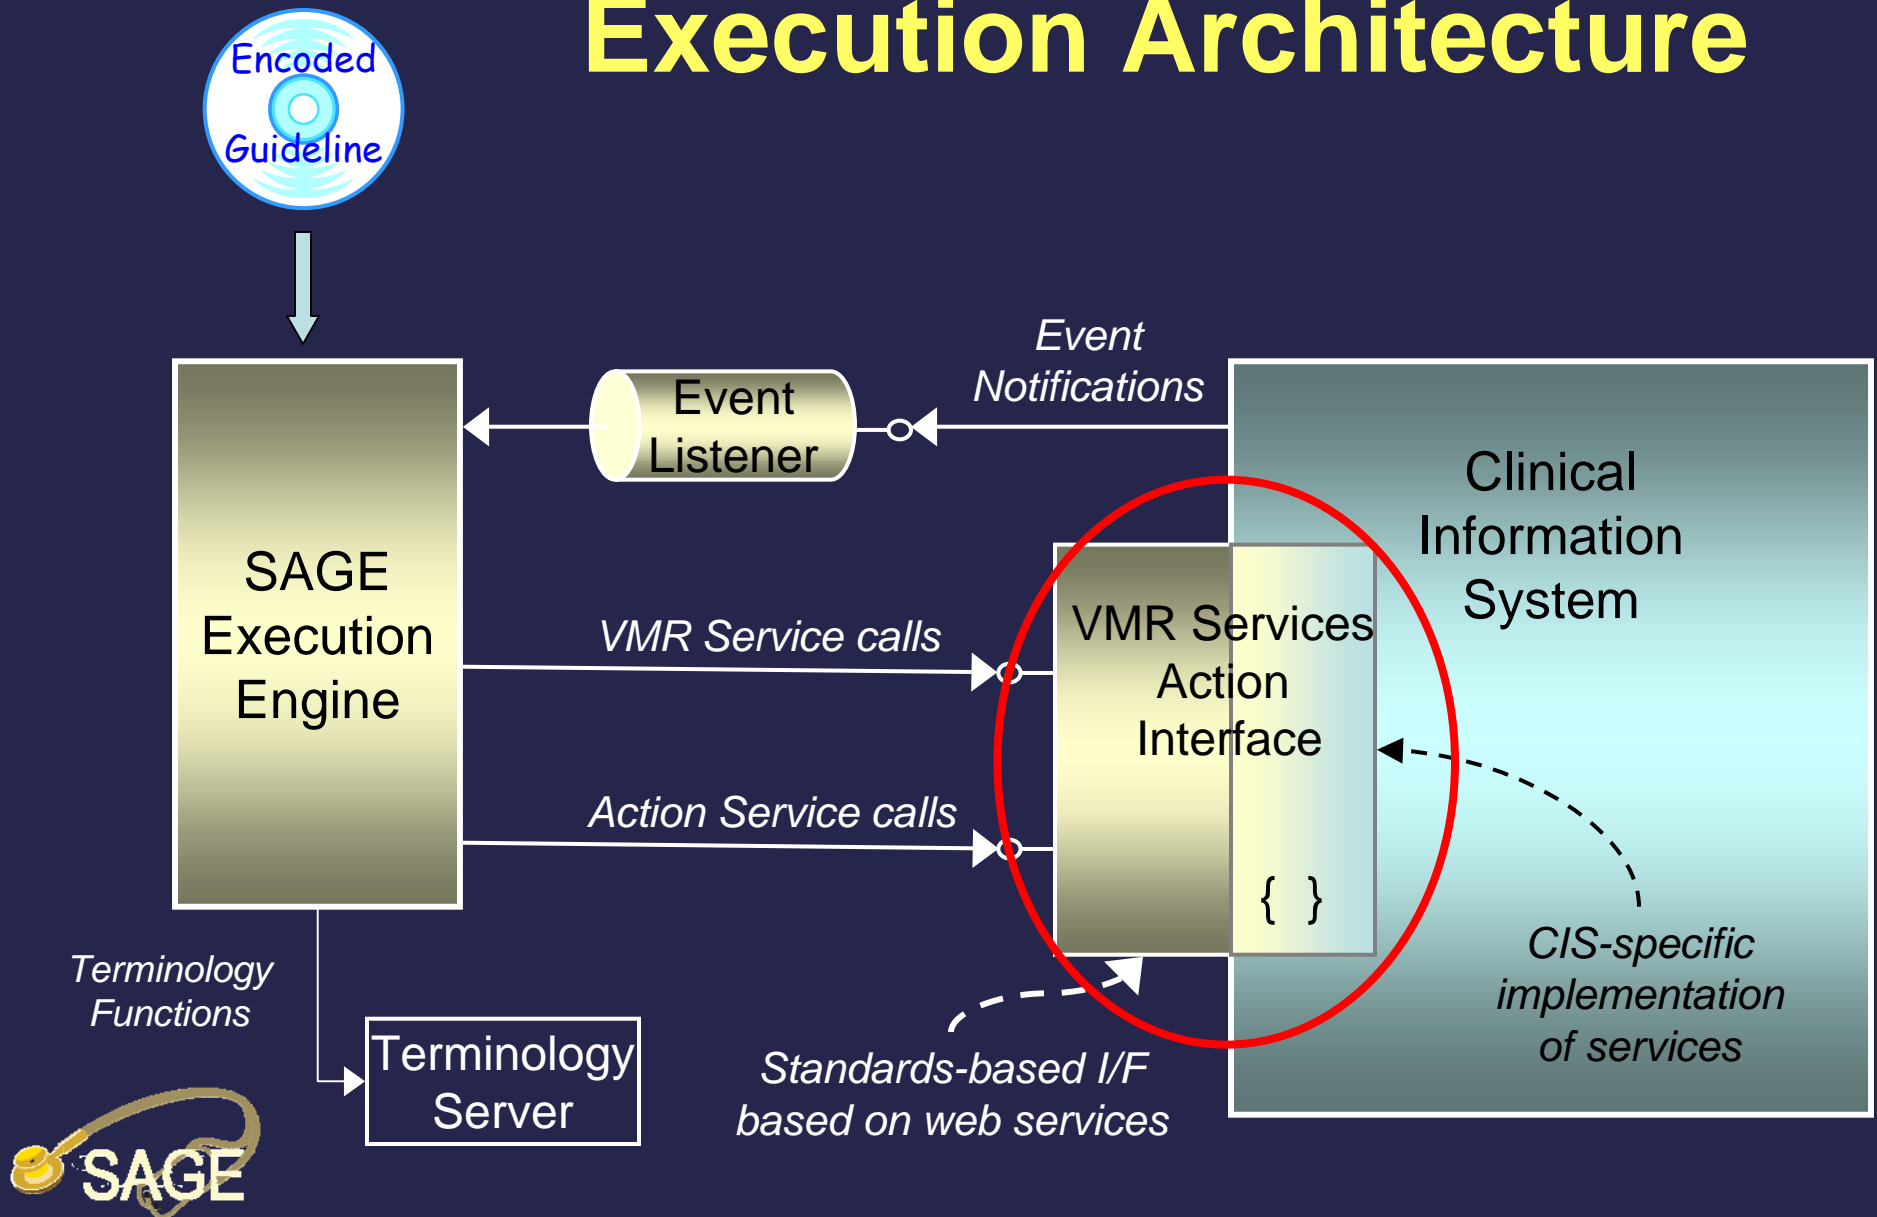 Execution Architecture
Encoded
Guideline
Event
Notifications
Event
Listener
Clinical
Information
System
SAGE
Execution
Engine
VMR Service calls
VMR Services
Action
Interface
Action Service calls
{ }
CIS-specific
implementation
of services
Terminology
Functions
Terminology
Server
Standards-based I/F
based on web services
SAGE